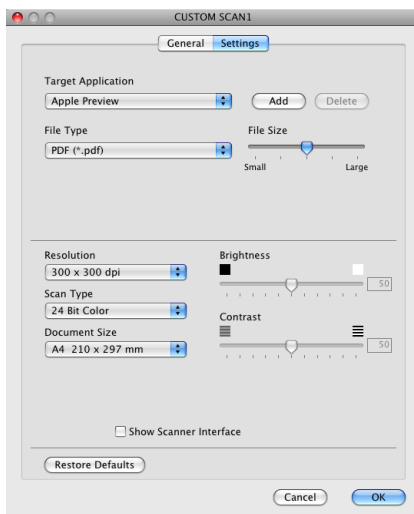 CUSTOM SCAN1
General Settings
Target Application
Apple Preview Add Delete
File Type File Size
PDF (*.pdf)
Small Large
Resolution Brightness
300 x 300 dpi
50
Scan Type
24 Bit Color Contrast
Document Size
A4 210 x 297 mm 50
Show Scanner Interface
Restore Defaults
Cancel OK